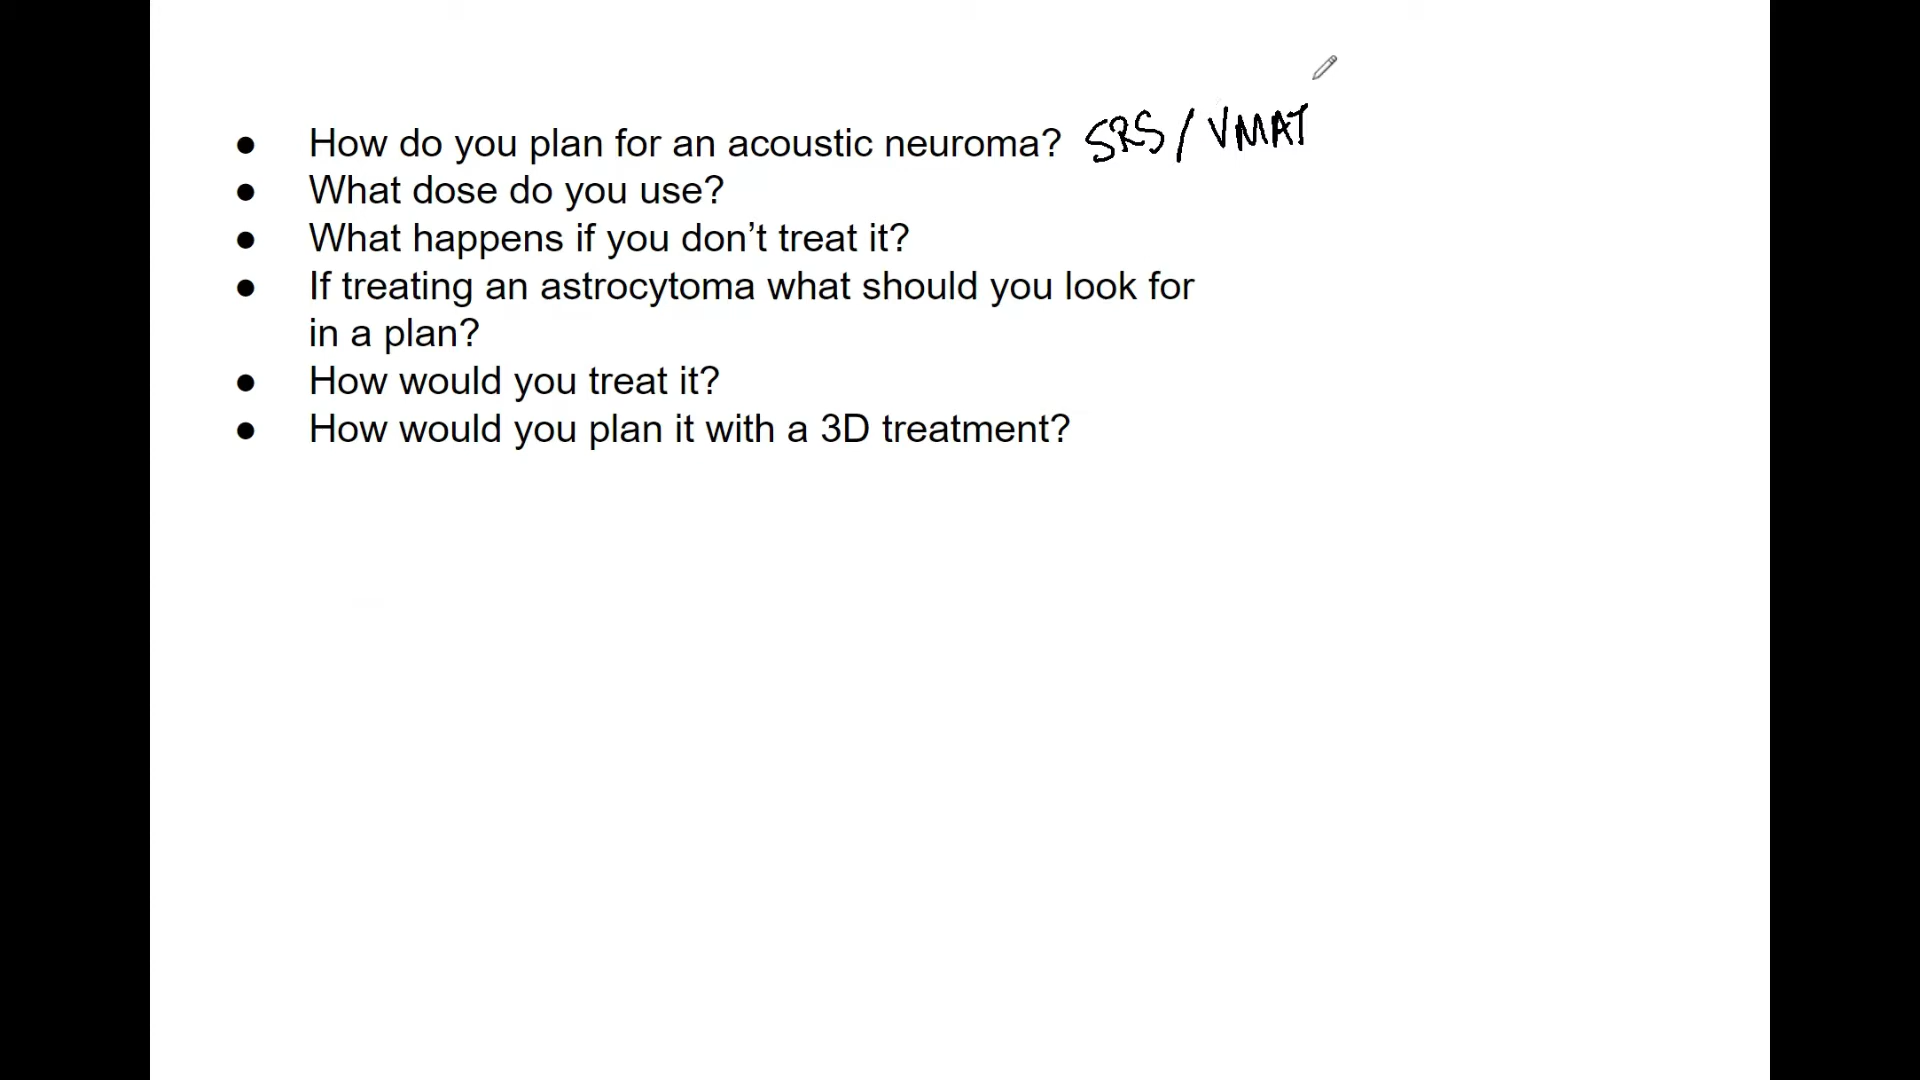 ● How do you plan for an acoustic neuroma? SRS / VMAT
● What dose do you use?
● What happens if you don’t treat it?
● If treating an astrocytoma what should you look for
in a plan?
● How would you treat it?
● How would you plan it with a 3D treatment?